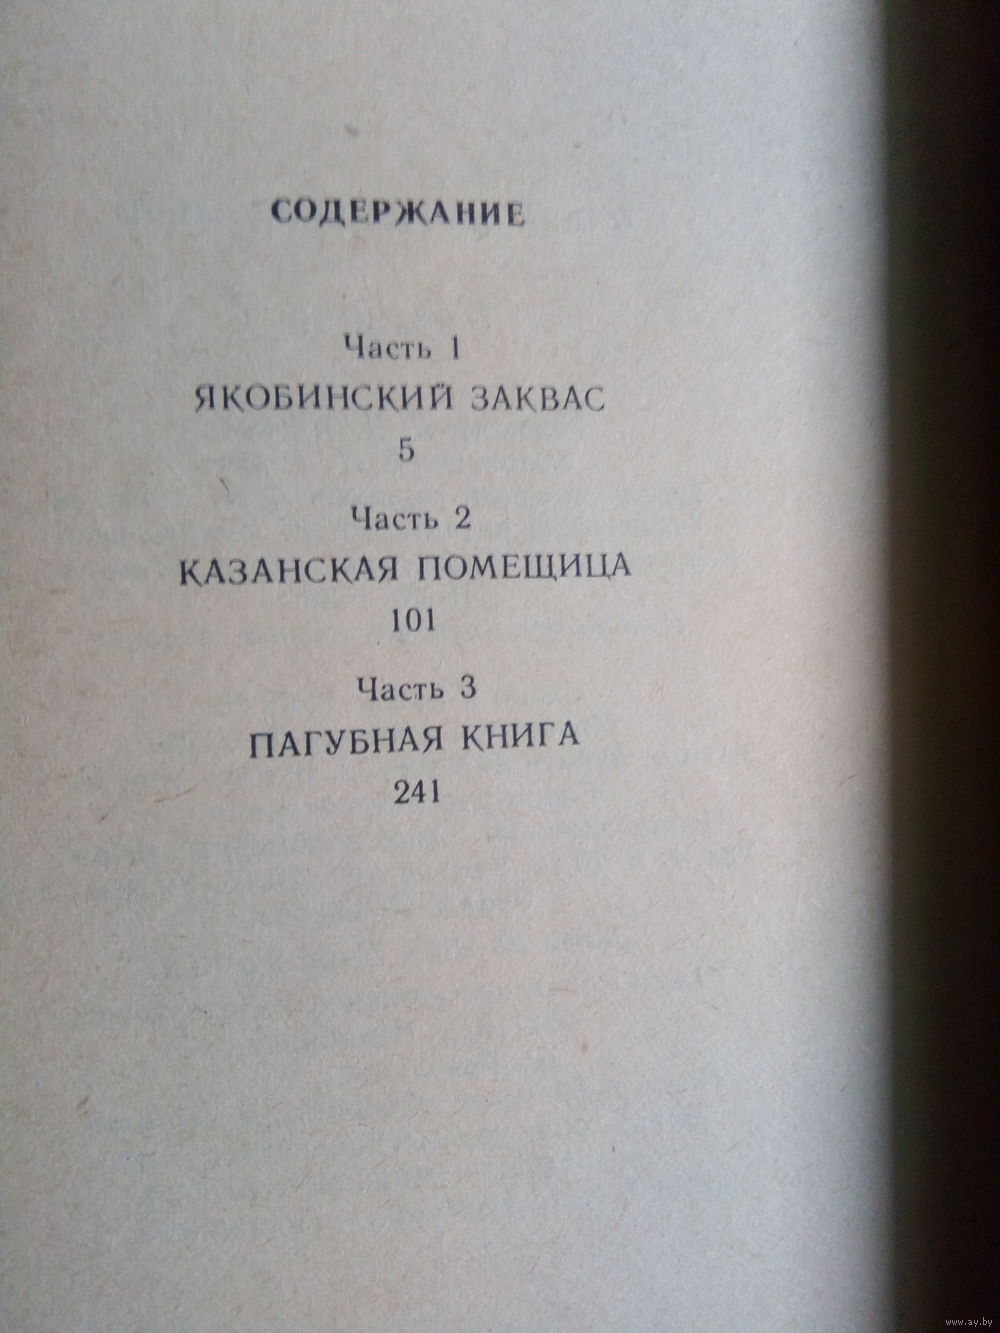 СОДЕРЖАНИЕ
Часть 1
ЯКОБИНСКИЙ ЗАКВАС
5
Часть 2
КАЗАНСКАЯ ПОМЕЩИЦА
101
Часть 3
ПАГУБНАЯ КНИГА
241
www.ay.by